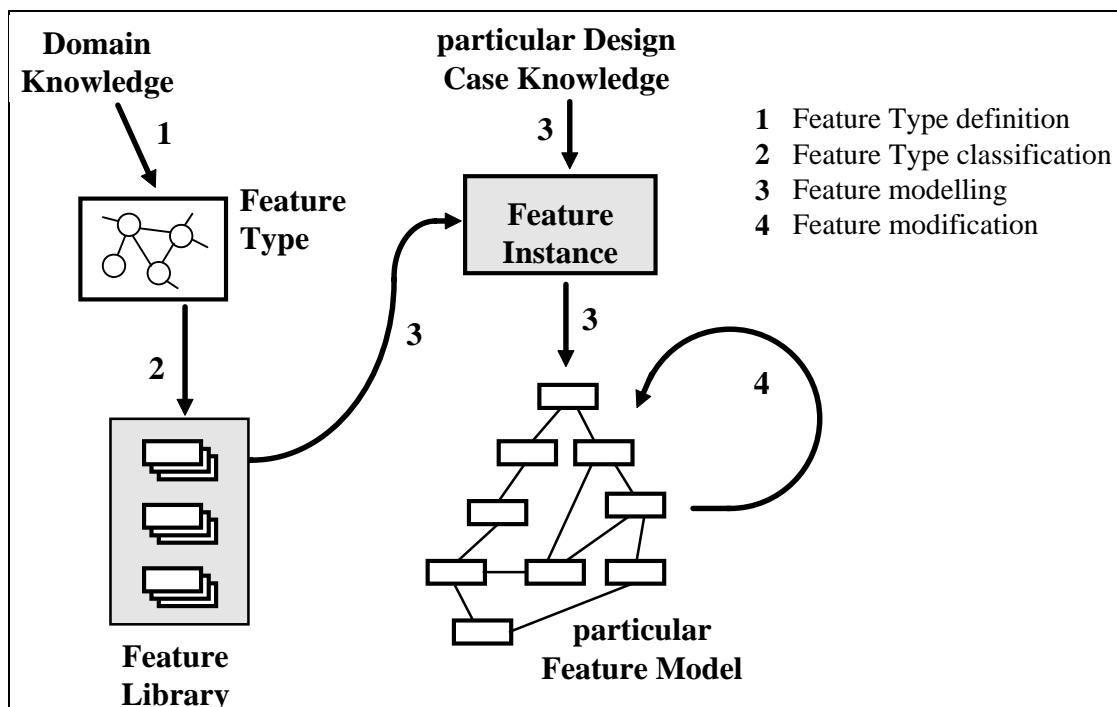 Domain
Knowledge
1
Feature
Type
2
Feature
Library
3
particular Design
Case Knowledge
3
Feature
Instance
3
4
particular
Feature Model
1 Feature Type definition
2 Feature Type classification
3 Feature modelling
4 Feature modification